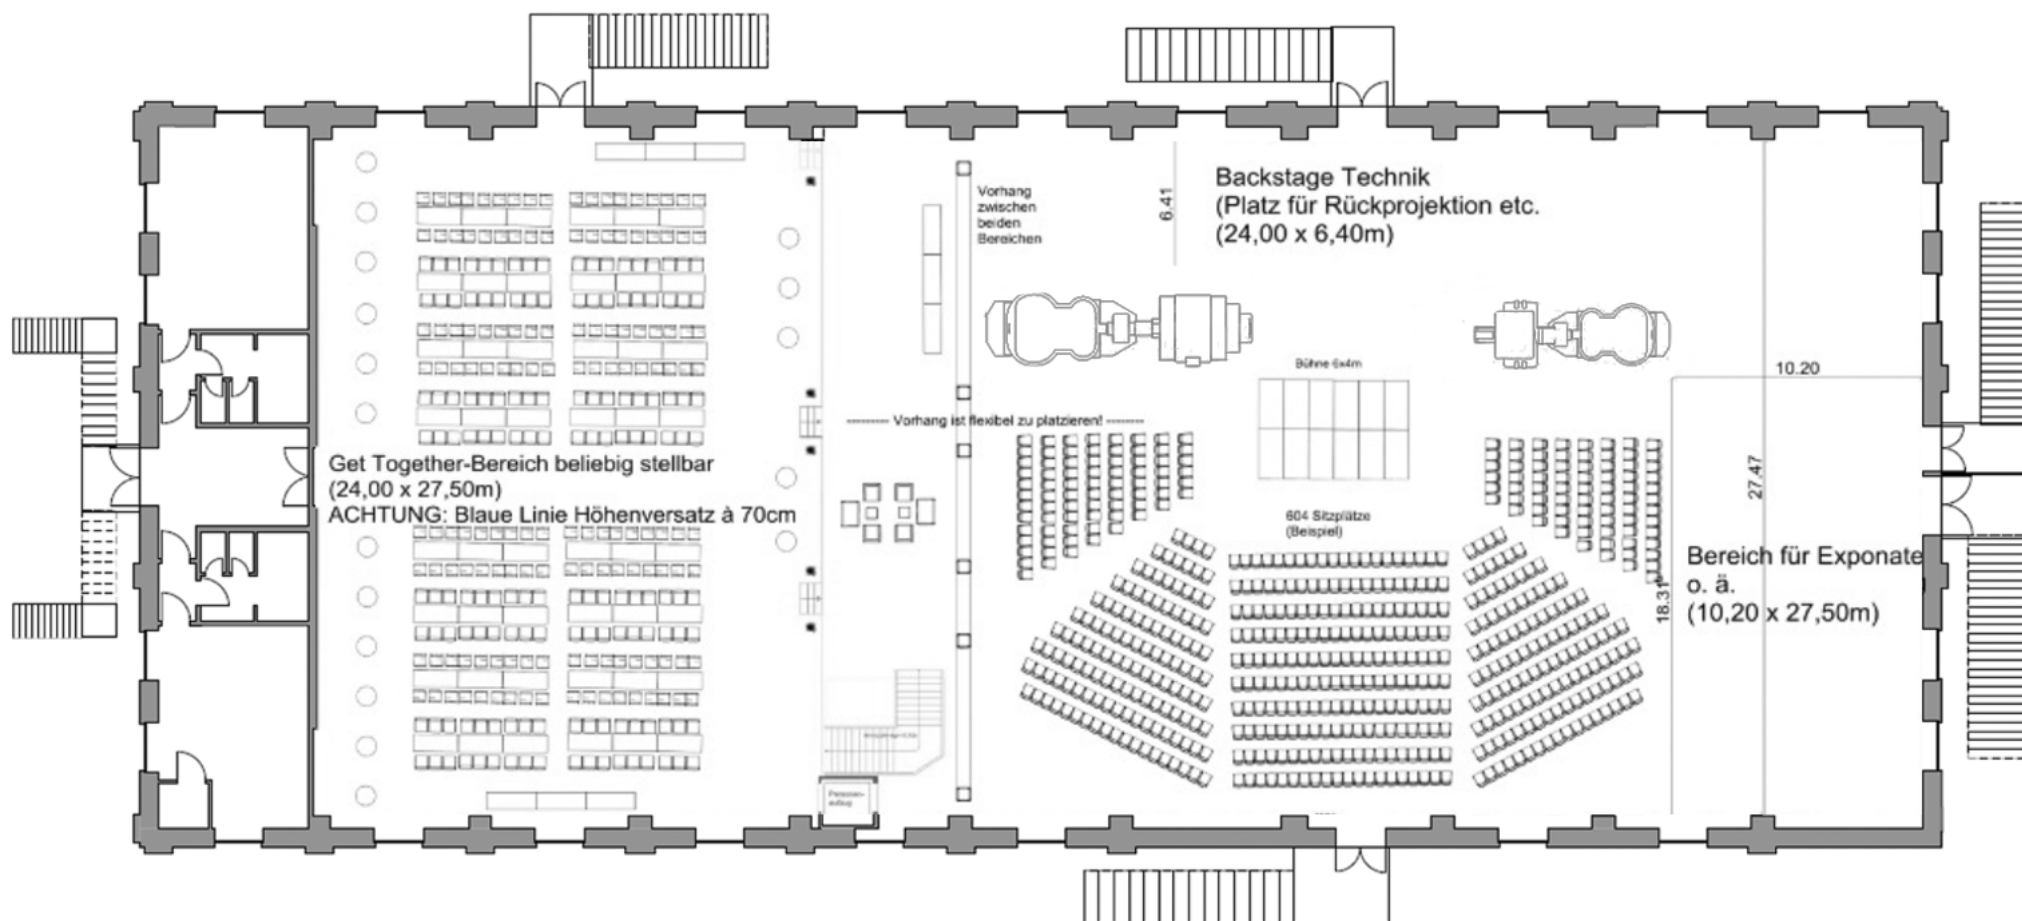 Vorhang
zwischen
beiden
Bereichen
6.41
Backstage Technik
(Platz für Rückprojektion etc.
(24,00 x 6,40m)
Bühne 6x4m
10.20
------- Vorhang ist flexibel zu platzieren! -------
Get Together-Bereich beliebig stellbar
(24,00 x 27,50m)
ACHTUNG: Blaue Linie Höhenversatz à 70cm
27.47
604 Sitzplätze
(Beispiel)
Bereich für Exponate
o. ä.
(10,20 x 27,50m)
18.31
Personen-
aufzug